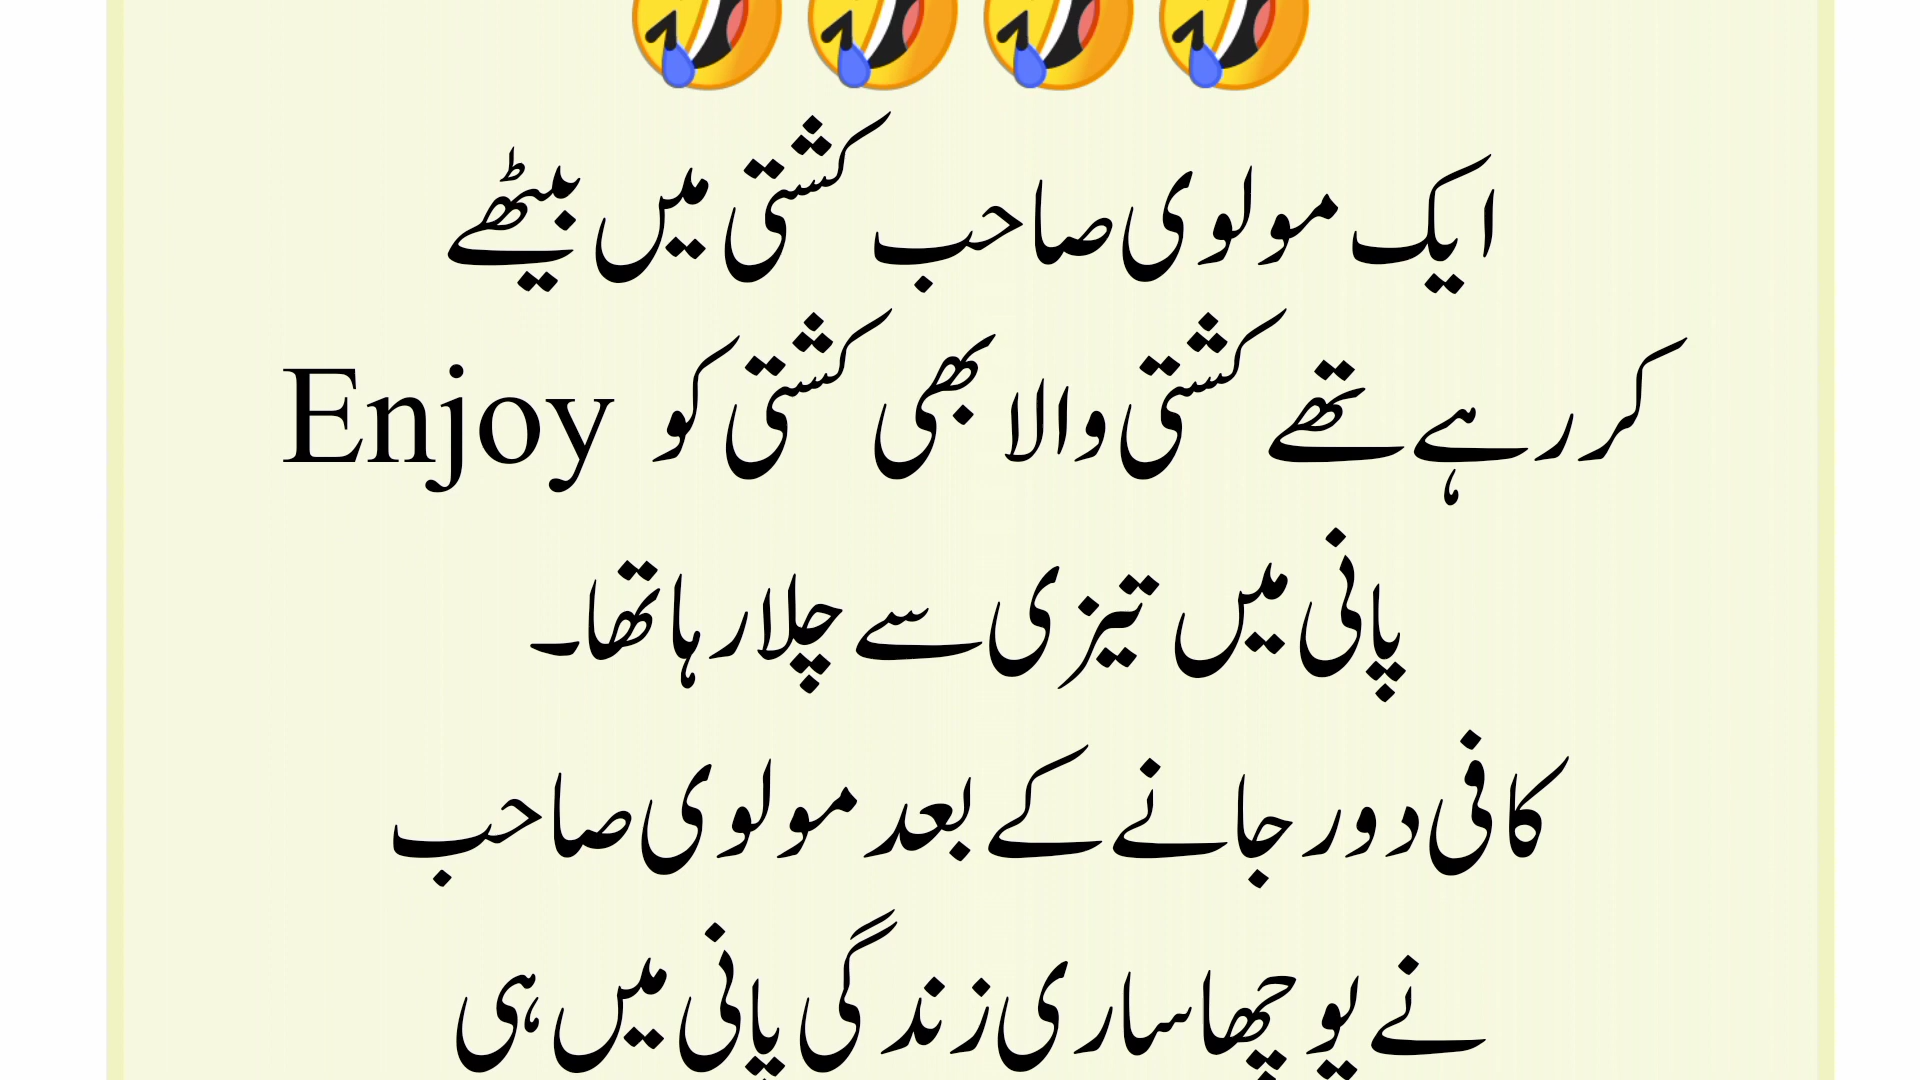 🤣🤣🤣🤣
ایک مولوی صاحب کشتی میں بیٹھے
کر رہے تھے کشتی والا بھی کشتی کو Enjoy
پانی میں تیزی سے چلا رہا تھا۔
کافی دور جانے کے بعد مولوی صاحب
نے پوچھا ساری زندگی پانی میں ہی